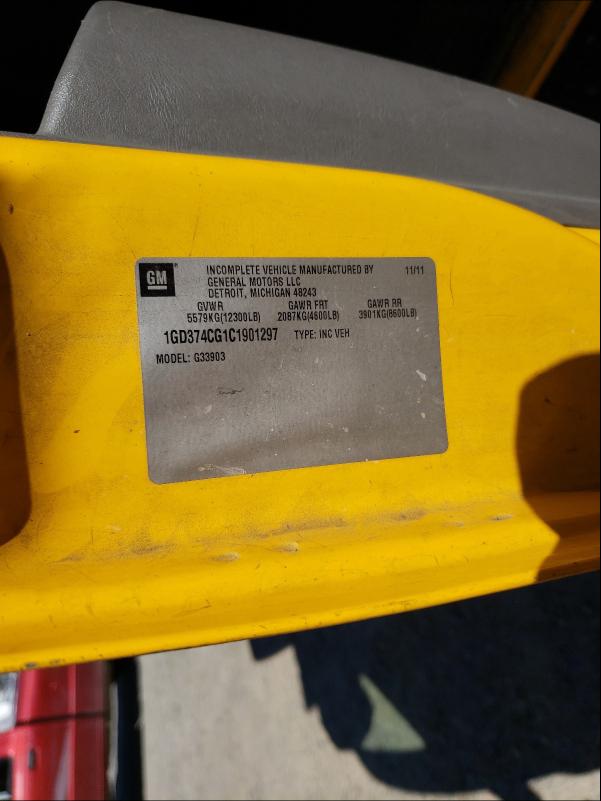 GM INCOMPLETE VEHICLE MANUFACTURED BY 11/11
GENERAL MOTORS LLC
DETROIT, MICHIGAN 48243
GVWR GAWR FRT GAWR RR
5579KG(12300LB) 2087KG(4600LB) 3901KG(8600LB)
1GD374CG1C1901297 TYPE: INC VEH
MODEL: G33903